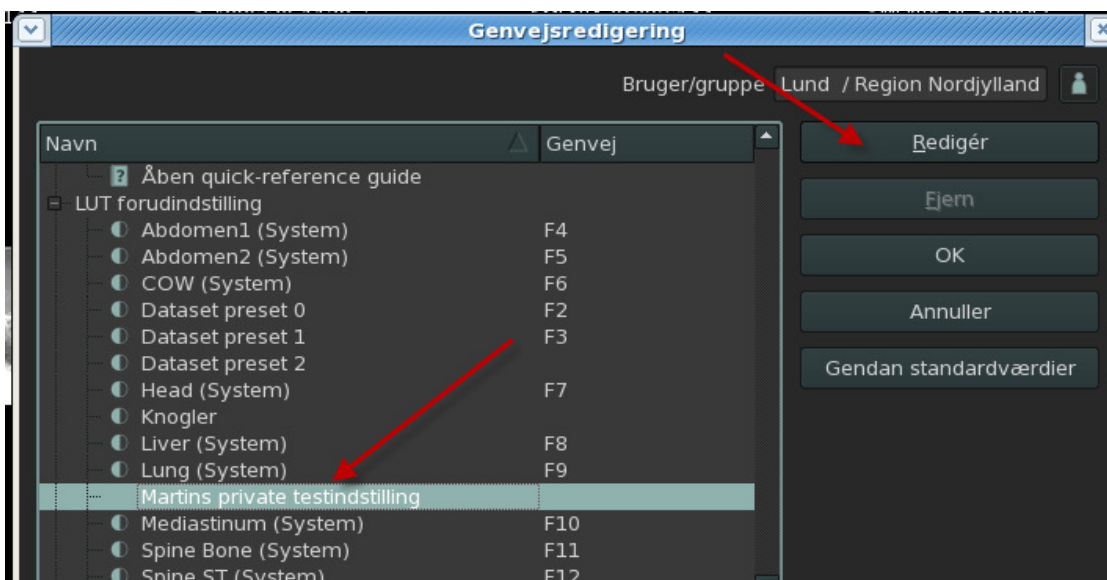 Genvejsredigering
Bruger/gruppe Lund / Region Nordjylland
Navn Genvej
Redigér
? Åben quick-reference guide
LUT forudindstilling
Fjern
Abdomen1 (System) F4
Abdomen2 (System) F5
OK
COW (System) F6
Dataset preset 0 F2
Annuller
Dataset preset 1 F3
Dataset preset 2
Gendan standardværdier
Head (System) F7
Knogler
Liver (System) F8
Lung (System) F9
Martins private testindstilling
Mediastinum (System) F10
Spine Bone (System) F11
Spine ST (System) F12